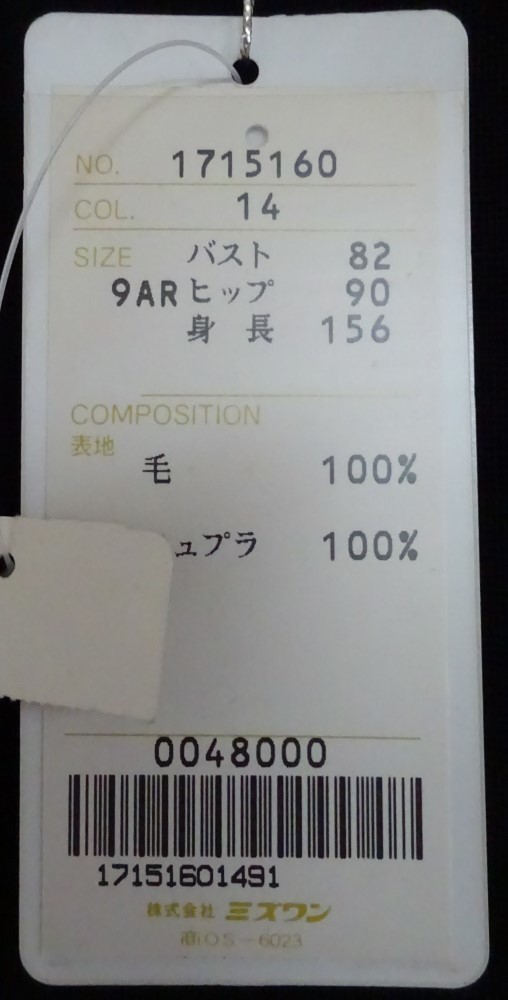 NO. 1715160
COL. 14
SIZE バスト 82
9AR ヒップ 90
身 長 156
COMPOSITION
表地
毛 100%
ュプラ 100%
0048000
17151601491
株式会社 ミズワン
商OS-6023